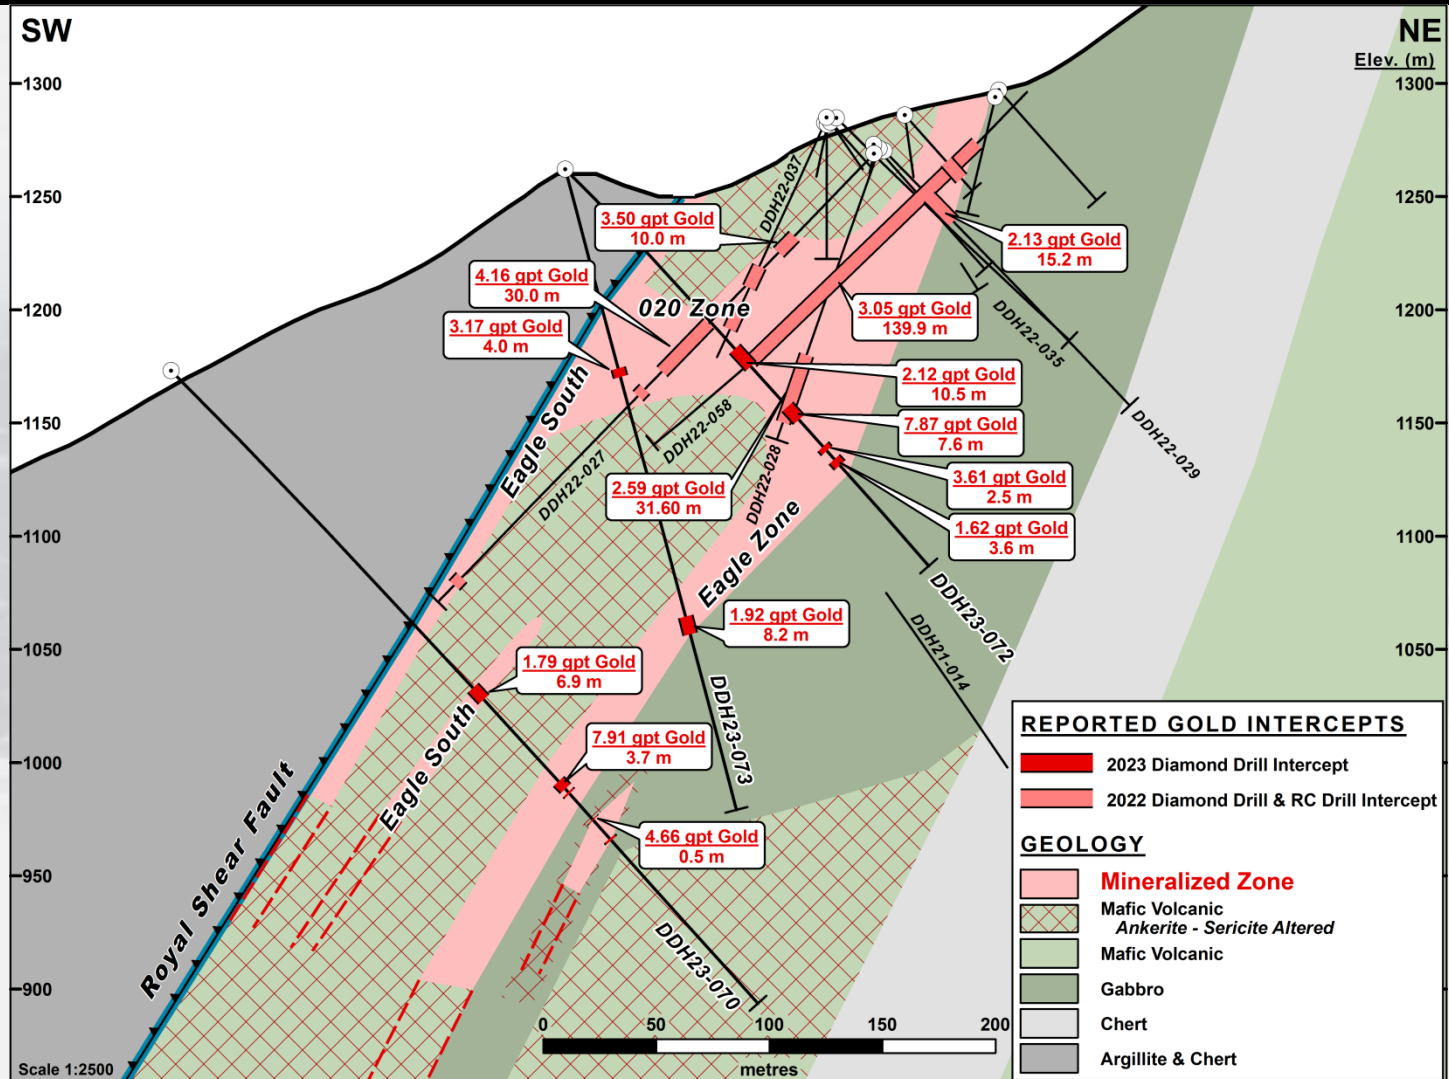 SW
NE
Elev. (m)
1300
1300
1250
1250
1200
1200
1150
1150
1100
1100
1050
1050
1000
950
900
DDH22-037
3.50 gpt Gold
10.0 m
2.13 gpt Gold
15.2 m
4.16 gpt Gold
30.0 m
020 Zone
3.05 gpt Gold
139.9 m
3.17 gpt Gold
4.0 m
DDH22-035
2.12 gpt Gold
10.5 m
Eagle South
DDH22-058
7.87 gpt Gold
7.6 m
DDH22-029
DDH22-027
2.59 gpt Gold
31.60 m
DDH22-028
3.61 gpt Gold
2.5 m
1.62 gpt Gold
3.6 m
Eagle Zone
DDH23-072
DDH21-014
1.92 gpt Gold
8.2 m
1.79 gpt Gold
6.9 m
DDH23-073
Eagle South
7.91 gpt Gold
3.7 m
4.66 gpt Gold
0.5 m
Royal Shear Fault
DDH23-070
REPORTED GOLD INTERCEPTS
2023 Diamond Drill Intercept
2022 Diamond Drill & RC Drill Intercept
GEOLOGY
Mineralized Zone
Mafic Volcanic
Ankerite - Sericite Altered
Mafic Volcanic
Gabbro
Chert
Argillite & Chert
0 50 100 150 200
metres
Scale 1:2500